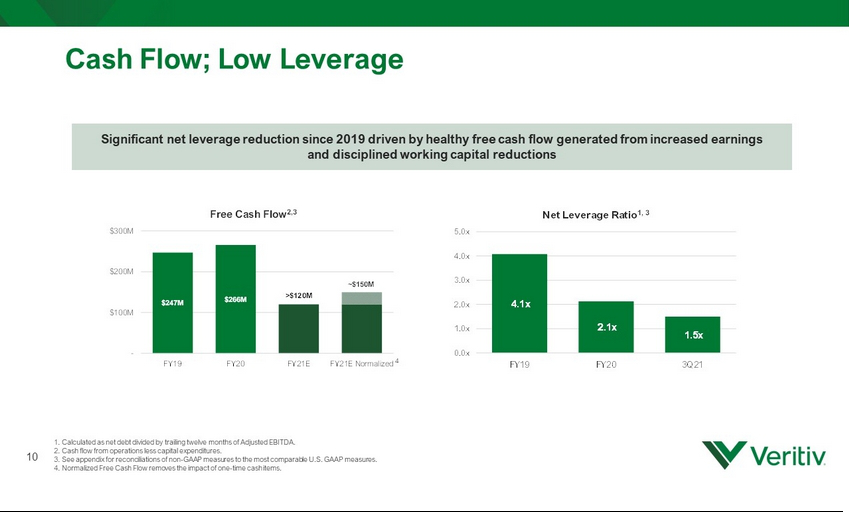 Cash Flow; Low Leverage
Significant net leverage reduction since 2019 driven by healthy free cash flow generated from increased earnings
and disciplined working capital reductions
Free Cash Flow2,3
$300M
$200M
$100M
-
$247M
$266M
>$120M
~$150M
FY19
FY20
FY21E
FY21E Normalized4
Net Leverage Ratio1, 3
5.0x
4.0x
3.0x
2.0x
1.0x
0.0x
4.1x
2.1x
1.5x
FY19
FY20
3Q21
1. Calculated as net debt divided by trailing twelve months of Adjusted EBITDA.
2. Cash flow from operations less capital expenditures.
3. See appendix for reconciliations of non-GAAP measures to the most comparable U.S. GAAP measures.
4. Normalized Free Cash Flow removes the impact of one-time cash items.
10
Veritiv